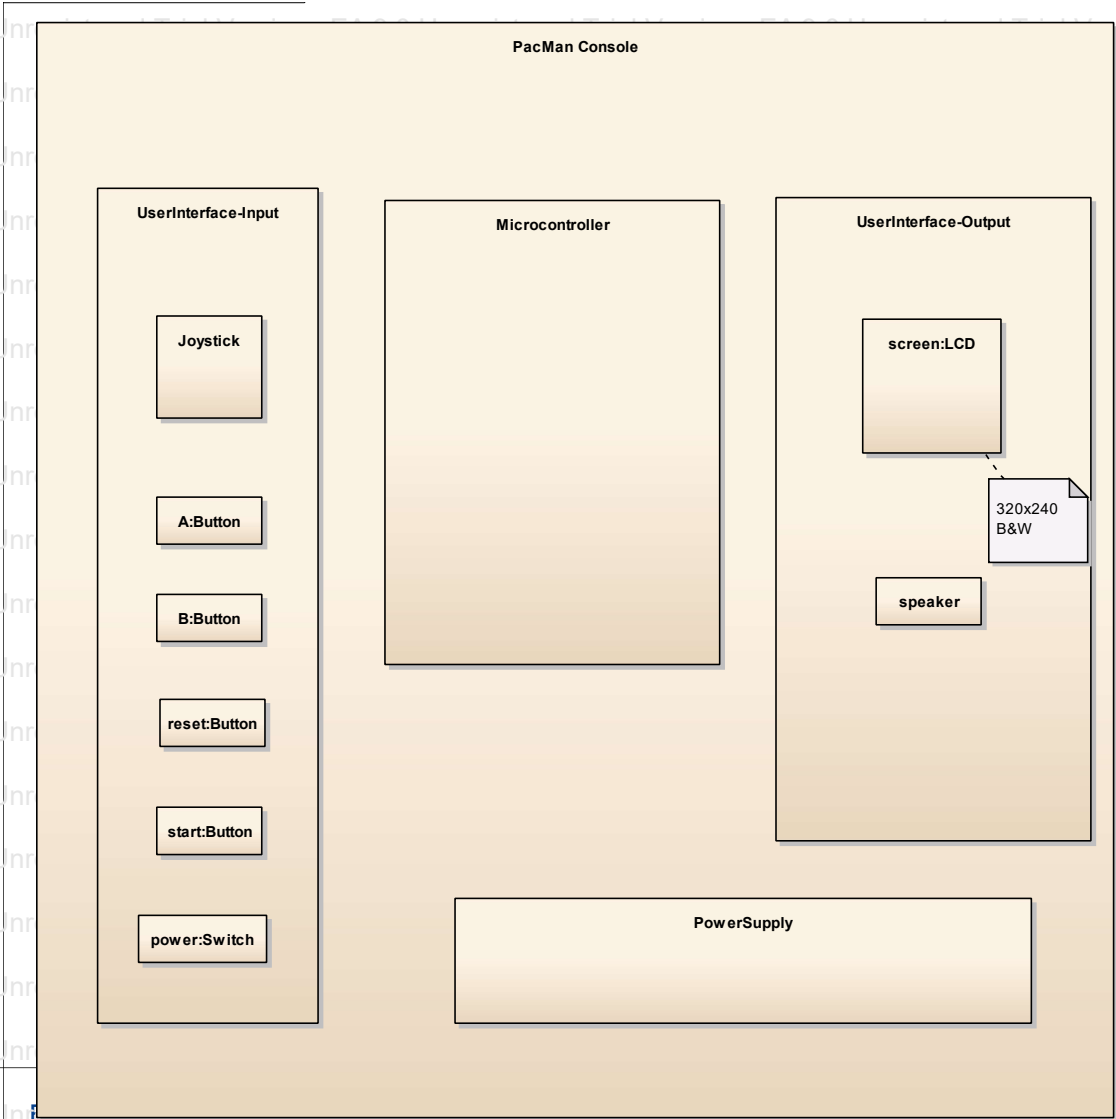 PacMan Console
UserInterface-Input
Microcontroller
UserInterface-Output
Joystick
screen:LCD
320x240
B&W
A:Button
speaker
B:Button
reset:Button
start:Button
PowerSupply
power:Switch